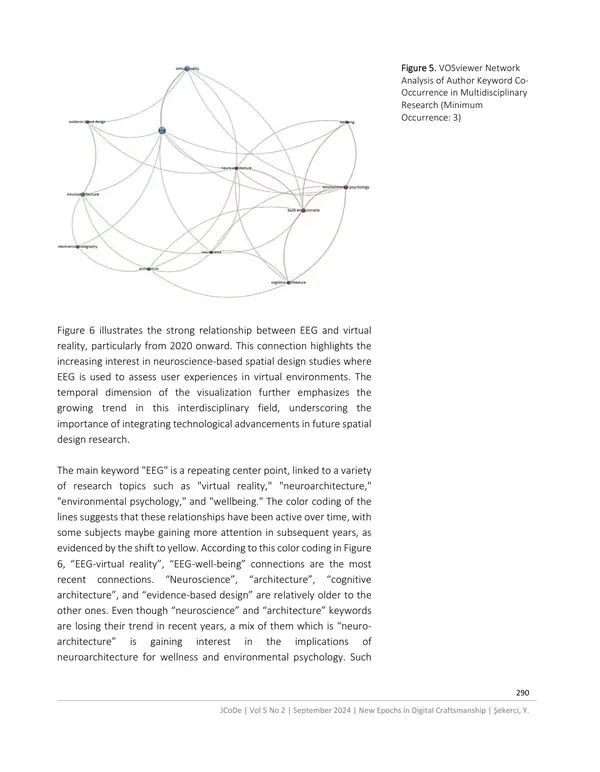 virtual reality
Figure 5. VOSviewer Network
Analysis of Author Keyword Co-
Occurrence in Multidisciplinary
Research (Minimum
Occurrence: 3)
evidence-based design
wellbeing
environmental psychology
neuroarchitecture
electroencephalography
architecture
cognitive architecture
Figure 6 illustrates the strong relationship between EEG and virtual
reality, particularly from 2020 onward. This connection highlights the
increasing interest in neuroscience-based spatial design studies where
EEG is used to assess user experiences in virtual environments. The
temporal dimension of the visualization further emphasizes the
growing trend in this interdisciplinary field, underscoring the
importance of integrating technological advancements in future spatial
design research.
The main keyword "EEG" is a repeating center point, linked to a variety
of research topics such as "virtual reality," "neuroarchitecture,"
"environmental psychology," and "wellbeing." The color coding of the
lines suggests that these relationships have been active over time, with
some subjects maybe gaining more attention in subsequent years, as
evidenced by the shift to yellow. According to this color coding in Figure
6, “EEG-virtual reality”, “EEG-well-being” connections are the most
recent connections. “Neuroscience”, “architecture”, “cognitive
architecture”, and “evidence-based design” are relatively older to the
other ones. Even though “neuroscience” and “architecture” keywords
are losing their trend in recent years, a mix of them which is “neuro-
architecture” is gaining interest in the implications of
neuroarchitecture for wellness and environmental psychology. Such
290
JCoDe | Vol 5 No 2 | September 2024 | New Epochs in Digital Craftsmanship | Şekerci, Y.